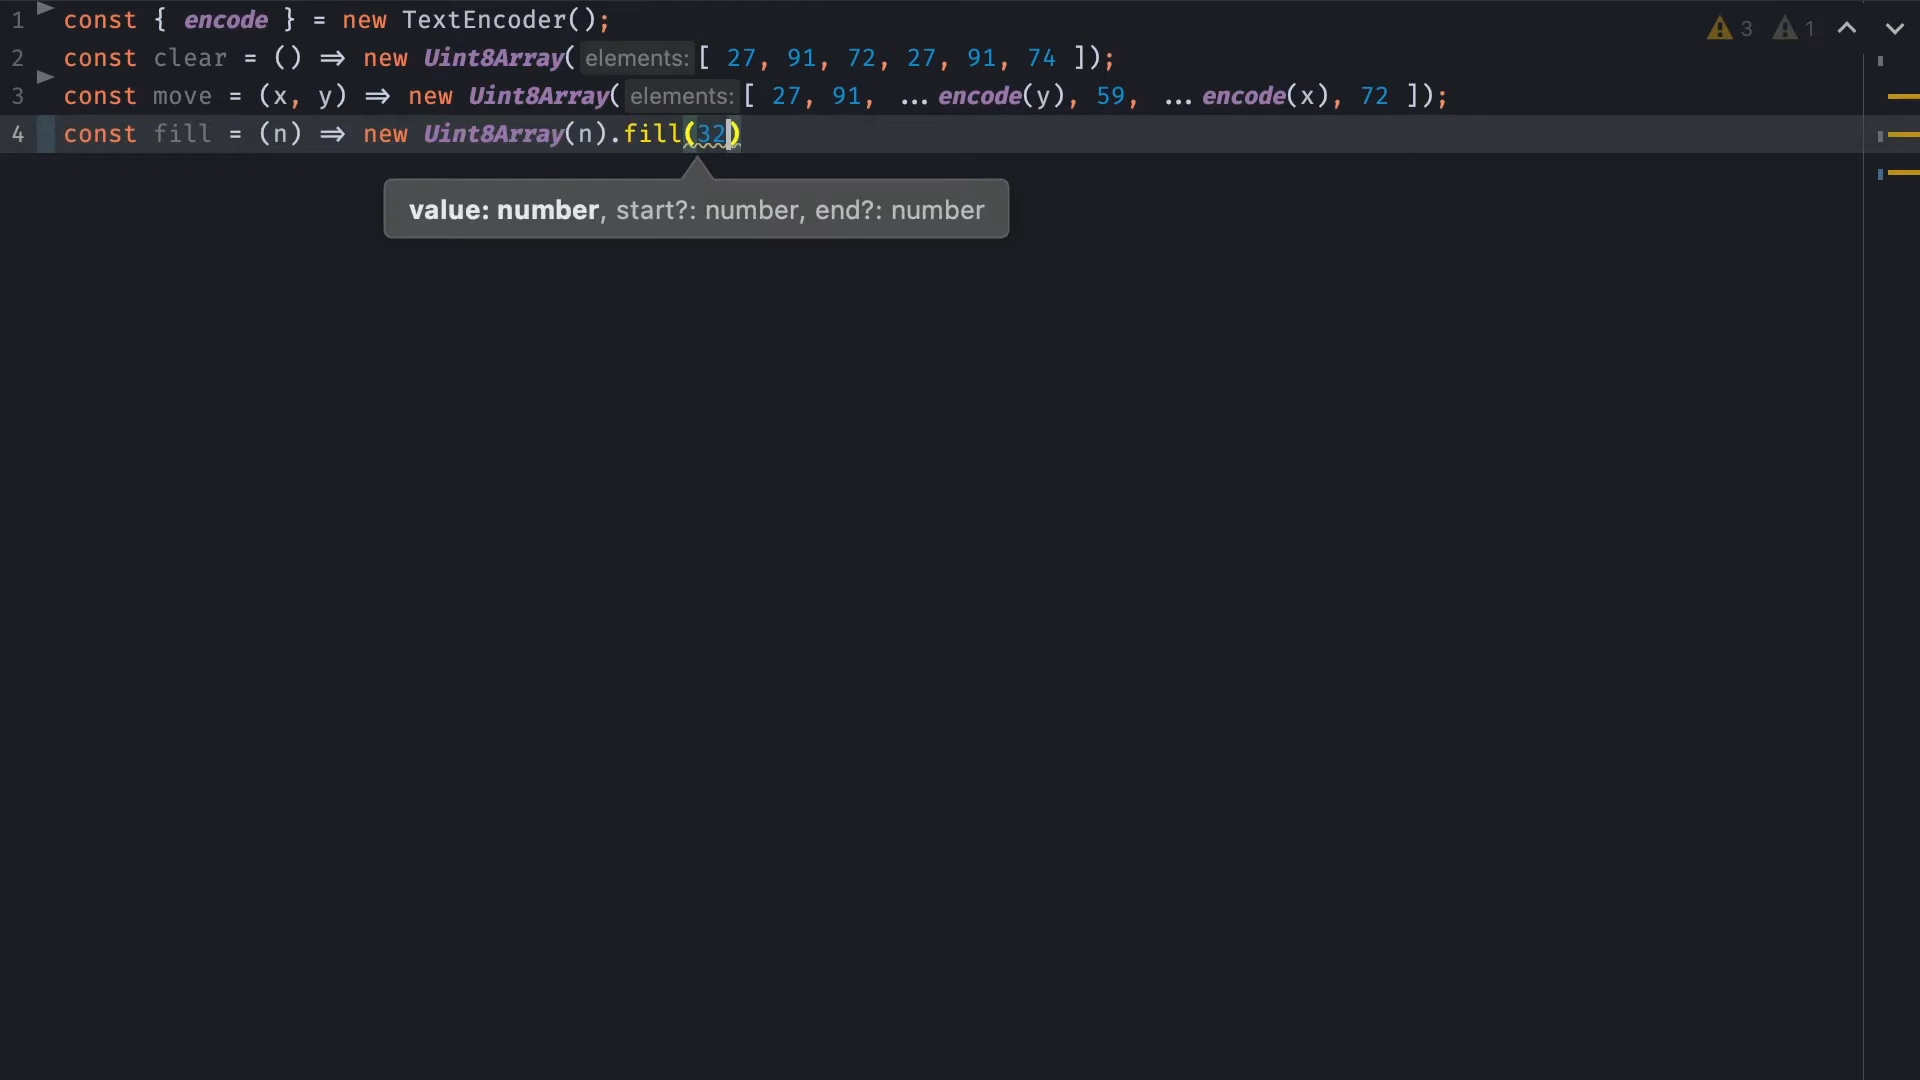 1 const { encode } = new TextEncoder();
⚠ 3 ⚠ 1
2 const clear = () ⇒ new Uint8Array( elements: [ 27, 91, 72, 27, 91, 74 ]);
3 const move = (x, y) ⇒ new Uint8Array( elements: [ 27, 91, ...encode(y), 59, ...encode(x), 72 ]);
4 const fill = (n) ⇒ new Uint8Array(n).fill(32)
value: number, start?: number, end?: number